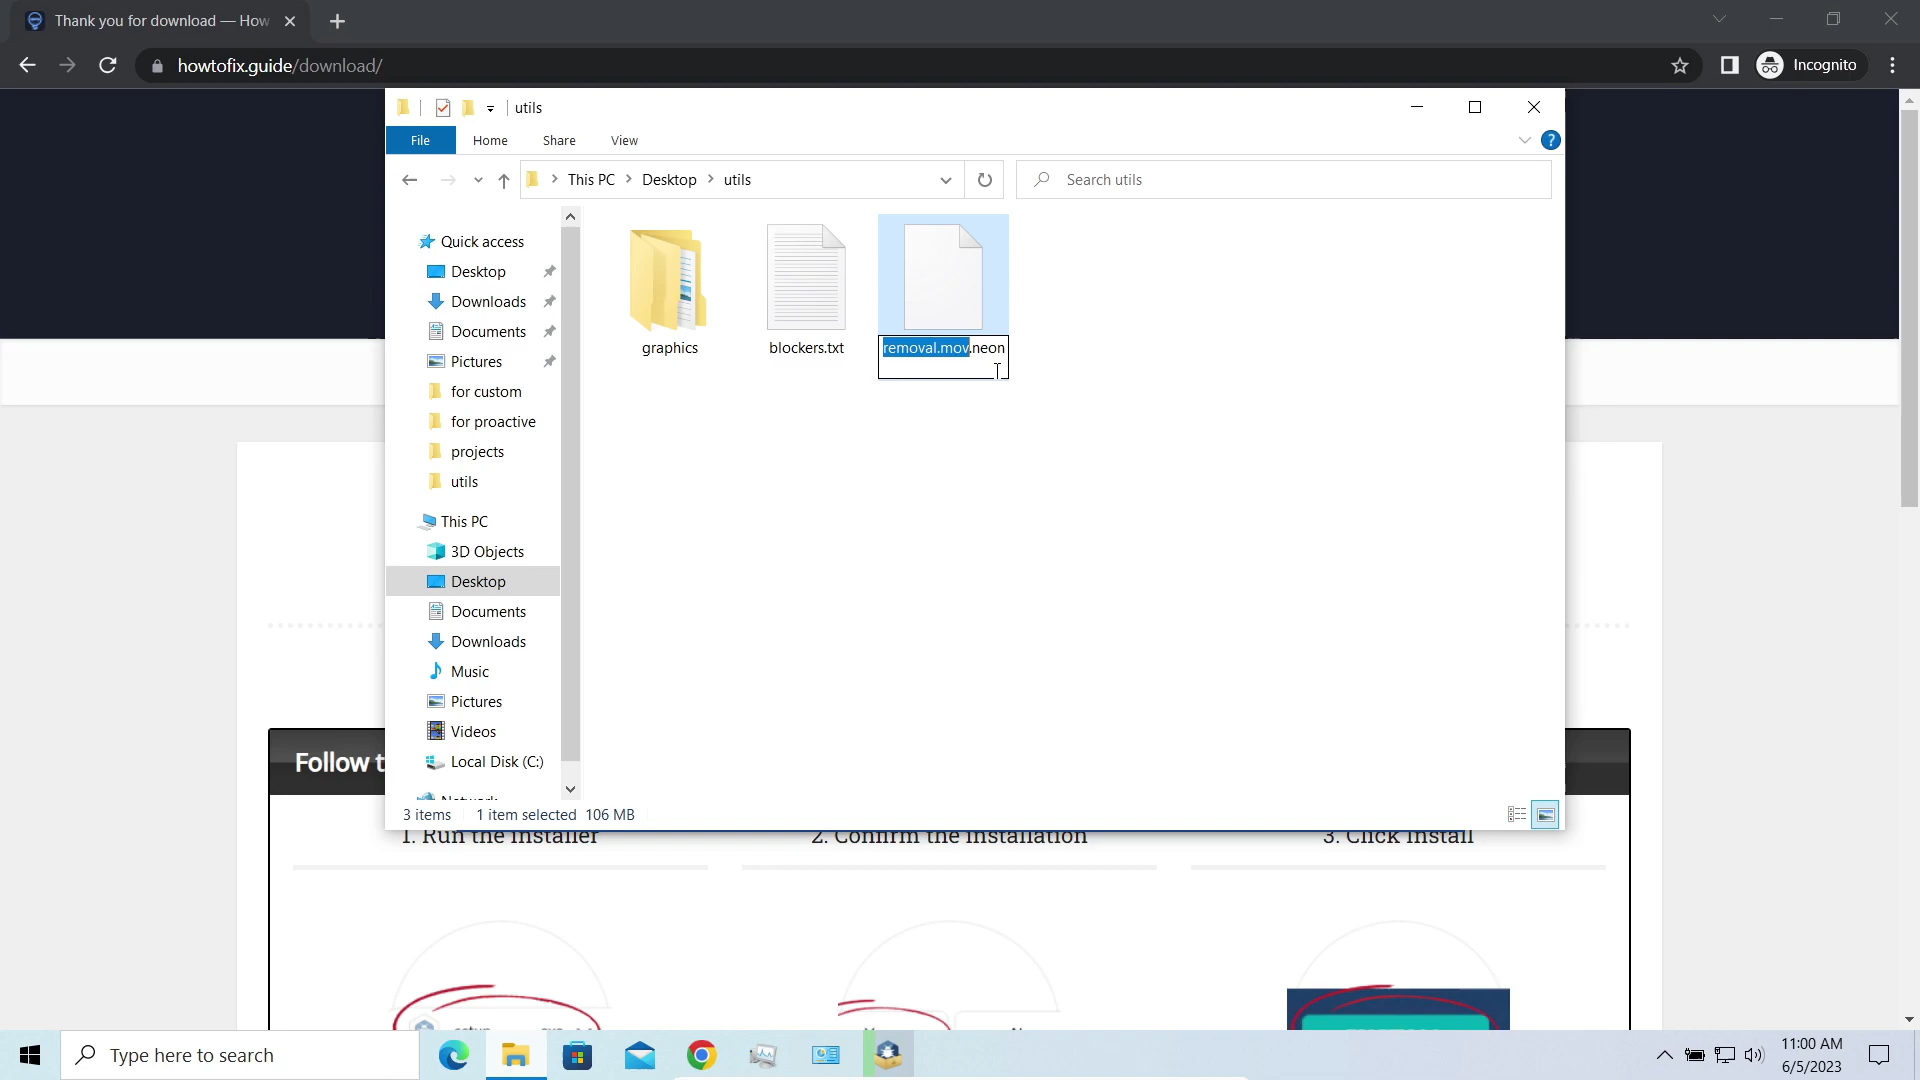 Thank you for download — How
howtofix.guide/download/
Incognito
utils
File
Home
Share
View
This PC
Desktop
utils
Search utils
Quick access
Desktop
Downloads
Documents
Pictures
for custom
for proactive
projects
utils
This PC
3D Objects
Desktop
Documents
Downloads
Music
Pictures
Videos
Local Disk (C:)
graphics
blockers.txt
removal.mov.neon
3 items
1 item selected 106 MB
Follow t
1. Run the installer
2. Confirm the installation
3. Click Install
Type here to search
11:00 AM
6/5/2023